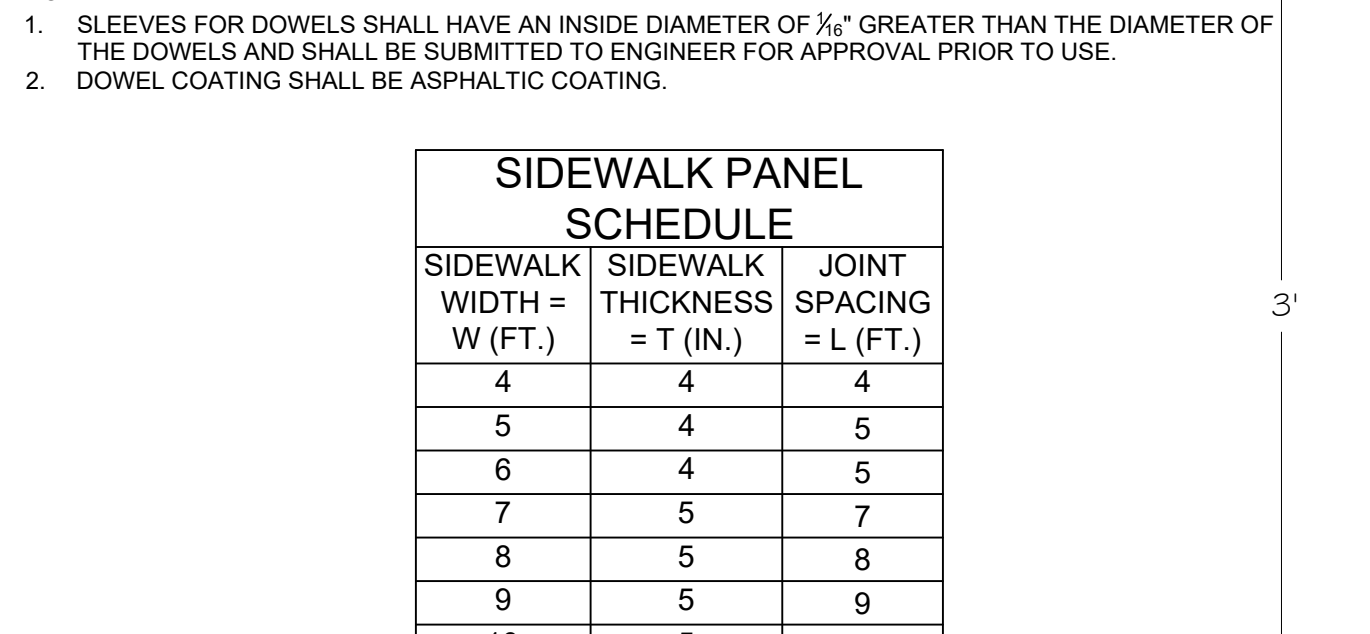 1. SLEEVES FOR DOWELS SHALL HAVE AN INSIDE DIAMETER OF 1/16" GREATER THAN THE DIAMETER OF
THE DOWELS AND SHALL BE SUBMITTED TO ENGINEER FOR APPROVAL PRIOR TO USE.
2. DOWEL COATING SHALL BE ASPHALTIC COATING.
SIDEWALK PANEL
SCHEDULE
SIDEWALK SIDEWALK JOINT
WIDTH = THICKNESS SPACING
W (FT.) = T (IN.) = L (FT.)
3'
4 4 4
5 4 5
6 4 5
7 5 7
8 5 8
9 5 9